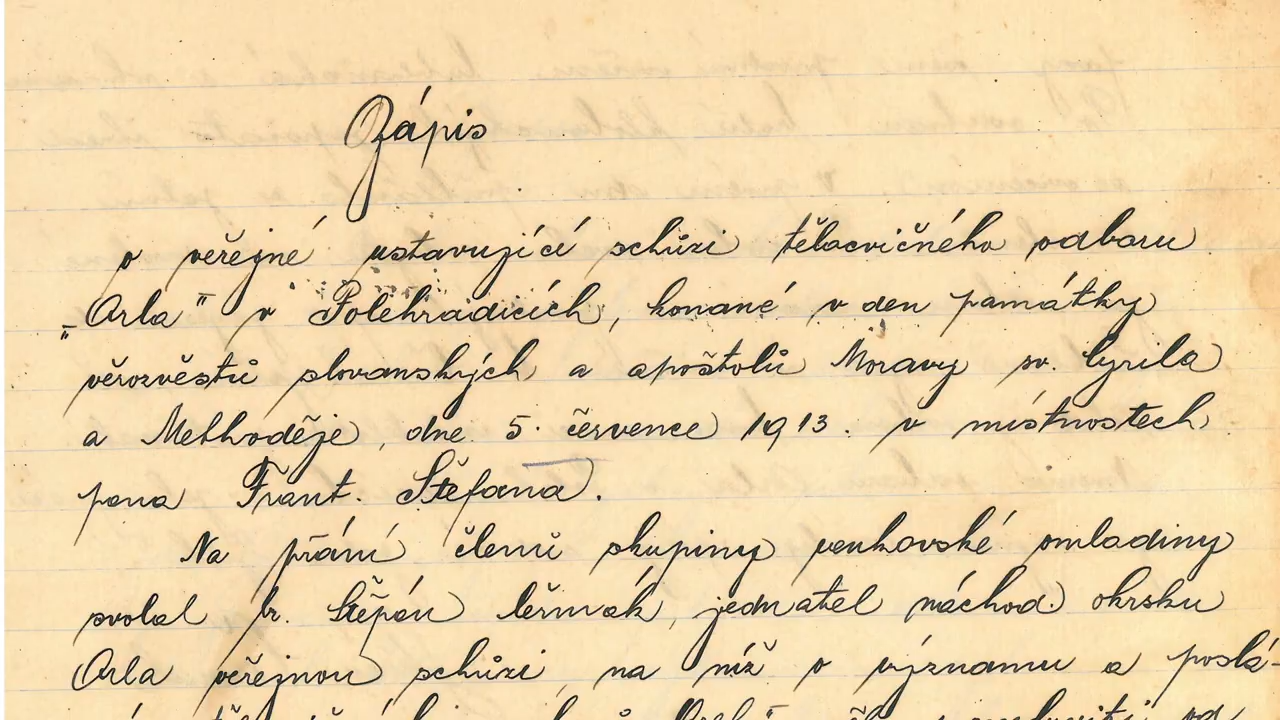 Zápis
o veřejné ustavující schůzi tělocvičného odboru
„Orla" v Polehradicích, konané v den památky
věrozvěstů slovanských a apoštolů Moravy sv. Cyrila
a Methoděje, dne 5. července 1913. v místnostech
pana Frant. Štefana.
Na přání členů skupiny venkovské omladiny
svolal br. Štěpán Čermák, jednatel náchod. okrsku
Orla veřejnou schůzi, na níž o významu a poslá-